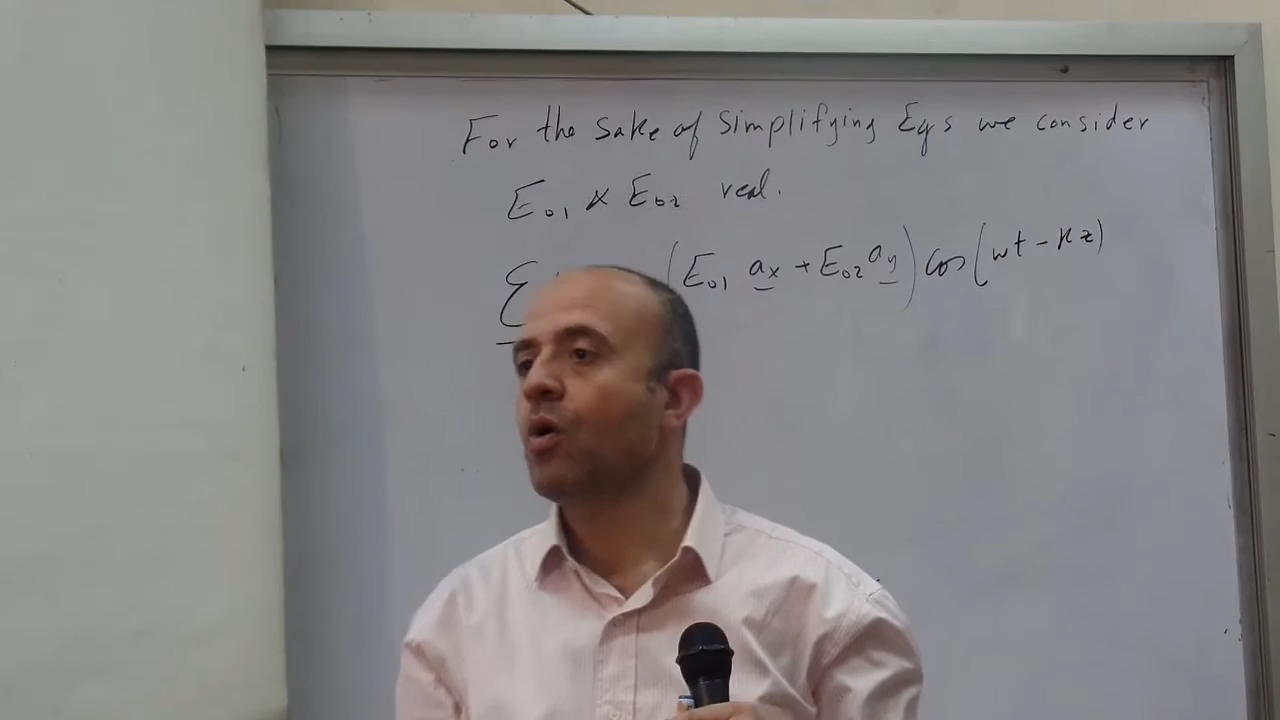 For the sake of simplifying Eqs we consider
E01 & E02 real.
(E01 ax + E02 ay) cos(wt - kz)